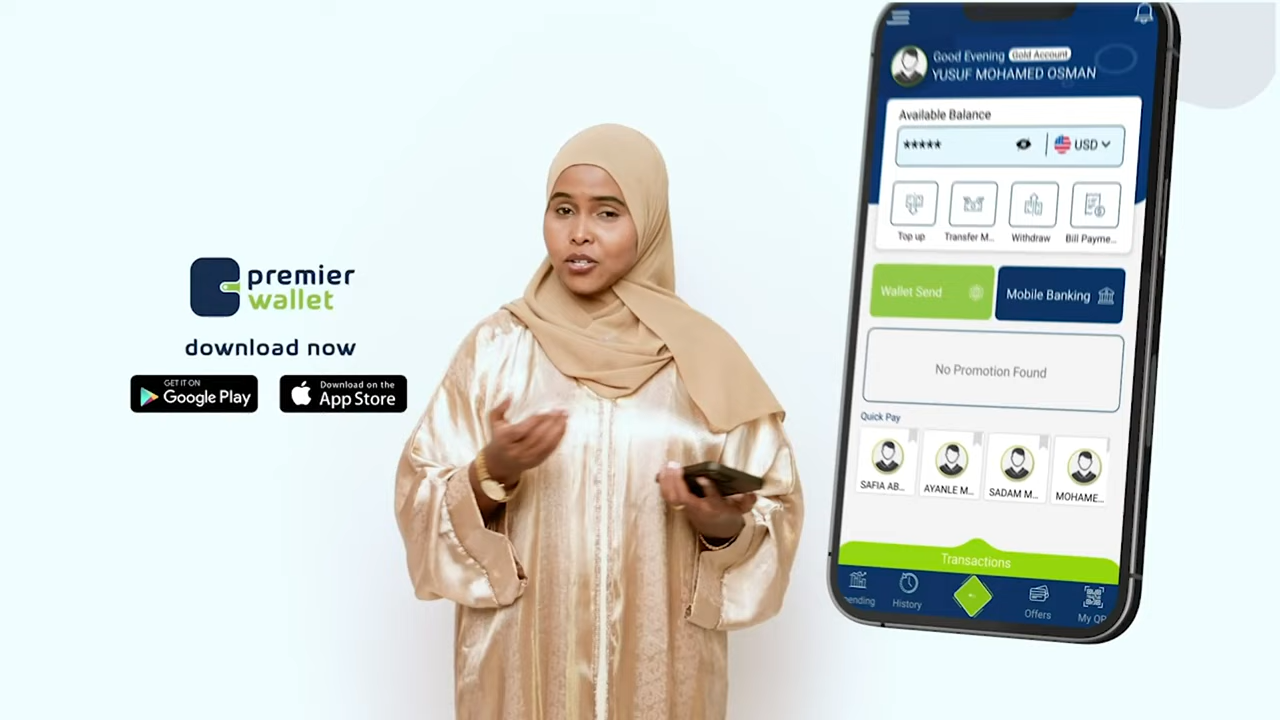 premier
wallet
download now
GET IT ON
Google Play
Download on the
App Store
Good Evening Gold Account
YUSUF MOHAMED OSMAN
Available Balance
***** USD
Top up Transfer M... Withdraw Bill Payme...
Wallet Send Mobile Banking
No Promotion Found
Quick Pay
SAFIA AB... AYANLE M... SADAM M... MOHAME...
Transactions
pending History Offers My QR